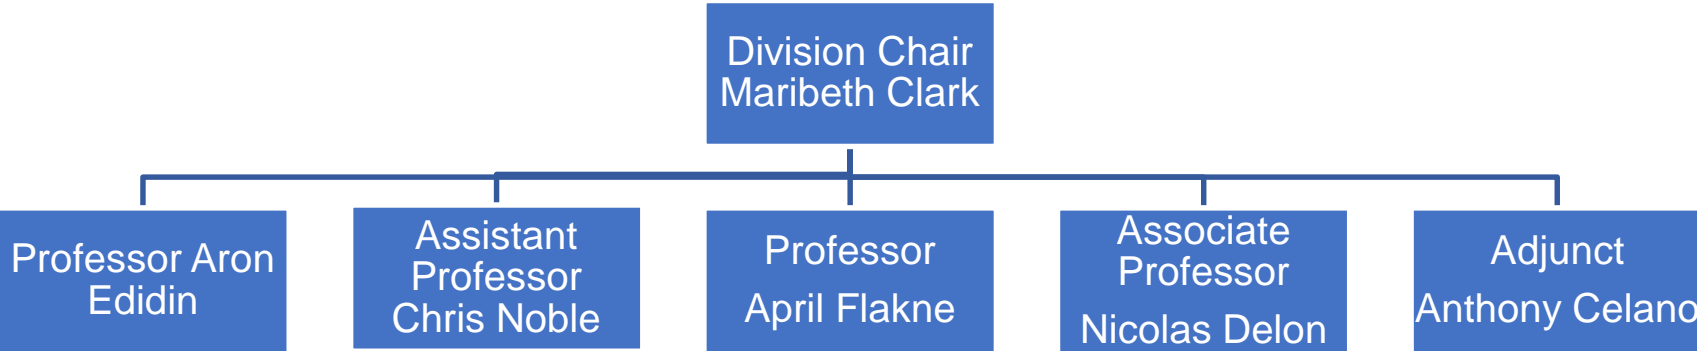 Division Chair
Maribeth Clark
Professor Aron
Edidin
Assistant
Professor
Chris Noble
Professor
April Flakne
Associate
Professor
Nicolas Delon
Adjunct
Anthony Celano